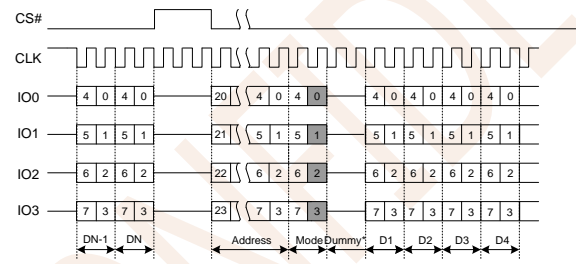 CS#
CLK
IO0 4 0 4 0 20 4 0 4 0 4 0 4 0 4 0 4 0
IO1 5 1 5 1 21 5 1 5 1 5 1 5 1 5 1 5 1
IO2 6 2 6 2 22 6 2 6 2 6 2 6 2 6 2 6 2
IO3 7 3 7 3 23 7 3 7 3 7 3 7 3 7 3 7 3
DN-1 DN Address Mode Dummy* D1 D2 D3 D4